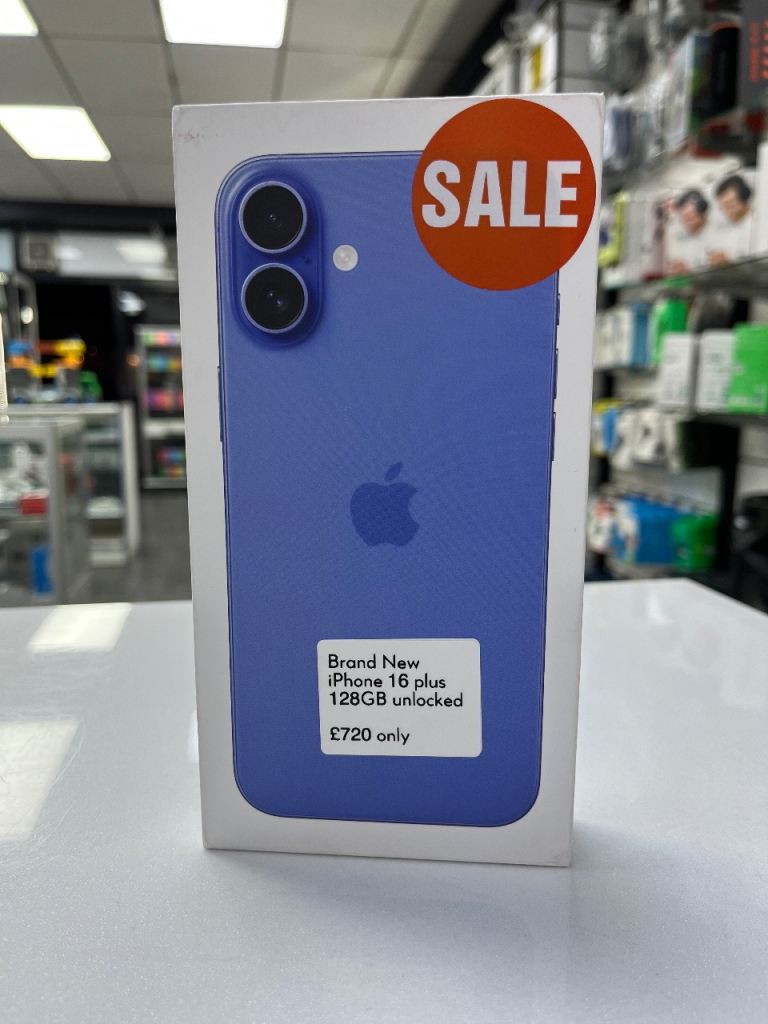 SALE
Brand New
iPhone 16 plus
128GB unlocked
£720 only